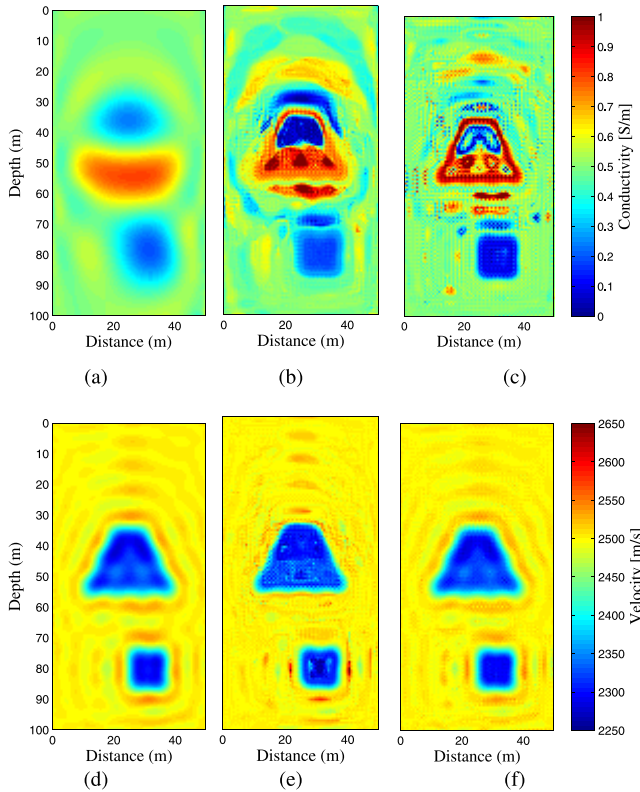 0
10
20
30
40
50
60
70
80
90
100
Depth (m)
0 20 40
Distance (m)
0 20 40
Distance (m)
0 20 40
Distance (m)
1
0.9
0.8
0.7
0.6
0.5
0.4
0.3
0.2
0.1
0
Conductivity [S/m]
(a) (b) (c)
0
10
20
30
40
50
60
70
80
90
100
Depth (m)
0 20 40
Distance (m)
0 20 40
Distance (m)
0 20 40
Distance (m)
2650
2600
2550
2500
2450
2400
2350
2300
2250
Velocity [m/s]
(d) (e) (f)